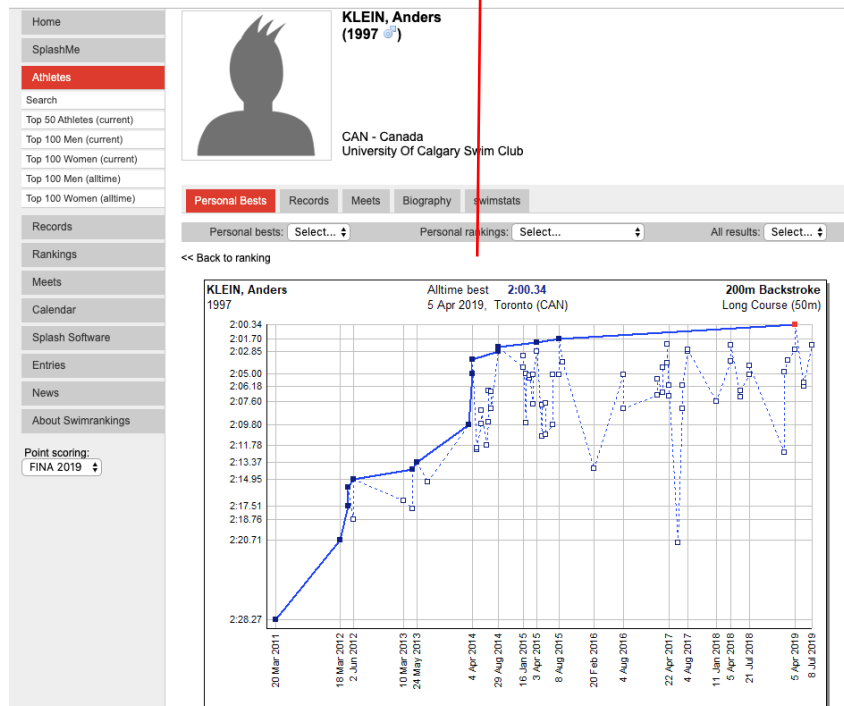 Home
SplashMe
Athletes
Search
Top 50 Athletes (current)
Top 100 Men (current)
Top 100 Women (current)
Top 100 Men (alltime)
Top 100 Women (alltime)
Records
Rankings
Meets
Calendar
Splash Software
Entries
News
About Swimrankings
Point scoring:
FINA 2019
KLEIN, Anders
(1997 )
CAN - Canada
University Of Calgary Swim Club
Personal Bests Records Meets Biography swimstats
Personal bests: Select... Personal rankings: Select... All results: Select...
<< Back to ranking
KLEIN, Anders Alltime best 2:00.34 200m Backstroke
1997 5 Apr 2019, Toronto (CAN) Long Course (50m)
2:00.34
2:01.70
2:02.85
2:05.00
2:06.18
2:07.60
2:09.80
2:11.78
2:13.37
2:14.95
2:17.51
2:18.76
2:20.71
2:28.27
20 Mar 2011
18 Mar 2012
2 Jun 2012
10 Mar 2013
24 May 2013
4 Apr 2014
29 Aug 2014
16 Jan 2015
3 Apr 2015
8 Aug 2015
20 Feb 2016
4 Aug 2016
22 Apr 2017
4 Aug 2017
11 Jan 2018
5 Apr 2018
21 Jul 2018
5 Apr 2019
8 Jul 2019